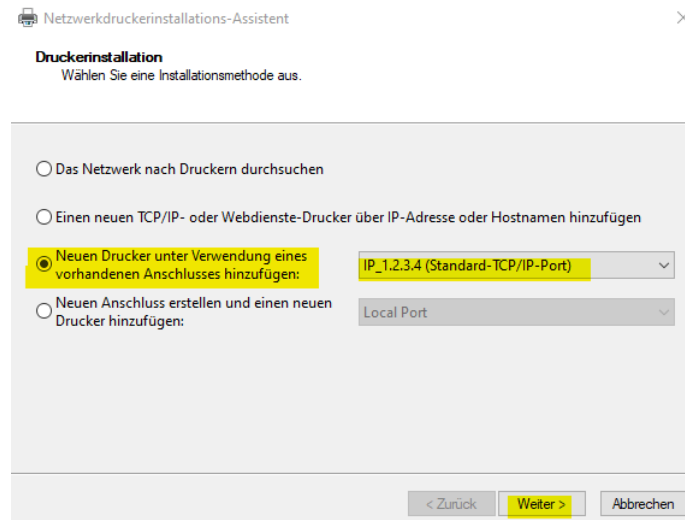 Netzwerkdruckerinstallations-Assistent
Druckerinstallation
Wählen Sie eine Installationsmethode aus.
Das Netzwerk nach Druckern durchsuchen
Einen neuen TCP/IP- oder Webdienste-Drucker über IP-Adresse oder Hostnamen hinzufügen
Neuen Drucker unter Verwendung eines
vorhandenen Anschlusses hinzufügen:
IP_1.2.3.4 (Standard-TCP/IP-Port)
Neuen Anschluss erstellen und einen neuen
Drucker hinzufügen:
Local Port
< Zurück Weiter > Abbrechen